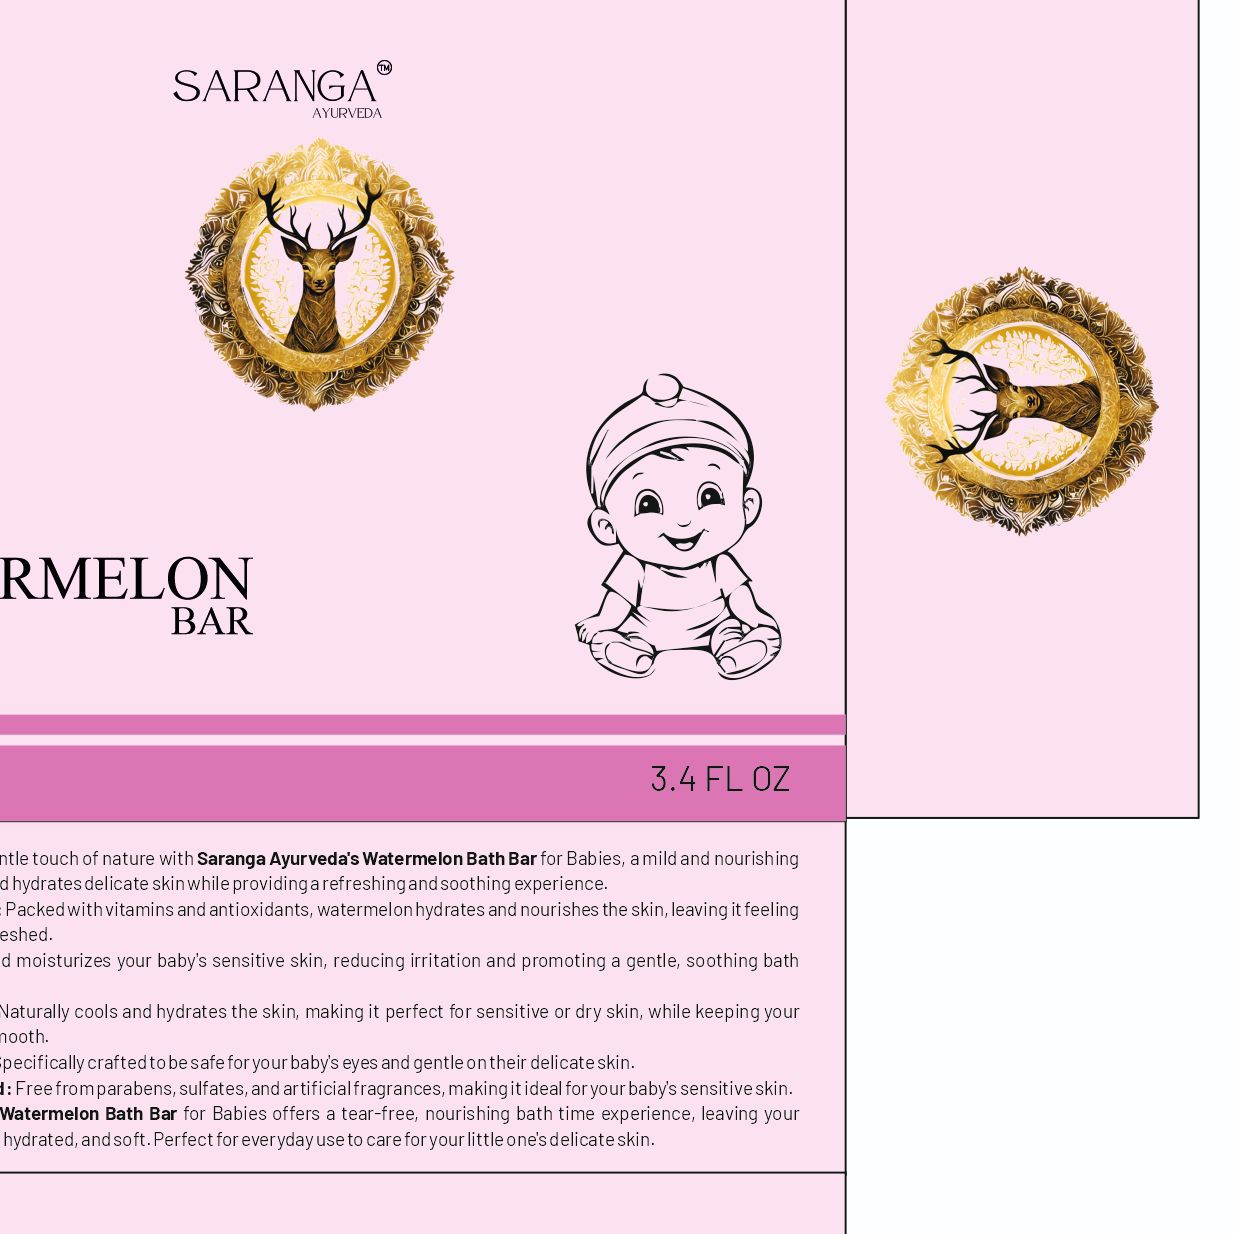 SARANGA
TM
AYURVEDA
RMELON
BAR
3.4 FL OZ
ntle touch of nature with Saranga Ayurveda's Watermelon Bath Bar for Babies, a mild and nourishing
d hydrates delicate skin while providing a refreshing and soothing experience.
: Packed with vitamins and antioxidants, watermelon hydrates and nourishes the skin, leaving it feeling
eshed.
d moisturizes your baby's sensitive skin, reducing irritation and promoting a gentle, soothing bath
Naturally cools and hydrates the skin, making it perfect for sensitive or dry skin, while keeping your
mooth.
Specifically crafted to be safe for your baby's eyes and gentle on their delicate skin.
d: Free from parabens, sulfates, and artificial fragrances, making it ideal for your baby's sensitive skin.
Watermelon Bath Bar for Babies offers a tear-free, nourishing bath time experience, leaving your
hydrated, and soft. Perfect for everyday use to care for your little one's delicate skin.